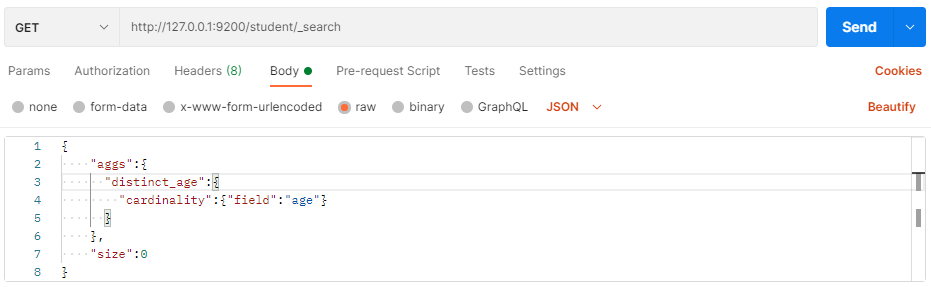 GET http://127.0.0.1:9200/student/_search Send
Params Authorization Headers (8) Body Pre-request Script Tests Settings Cookies
none form-data x-www-form-urlencoded raw binary GraphQL JSON Beautify
1 {
2 "aggs":{
3 "distinct_age":{
4 "cardinality":{"field":"age"}
5 }
6 },
7 "size":0
8 }